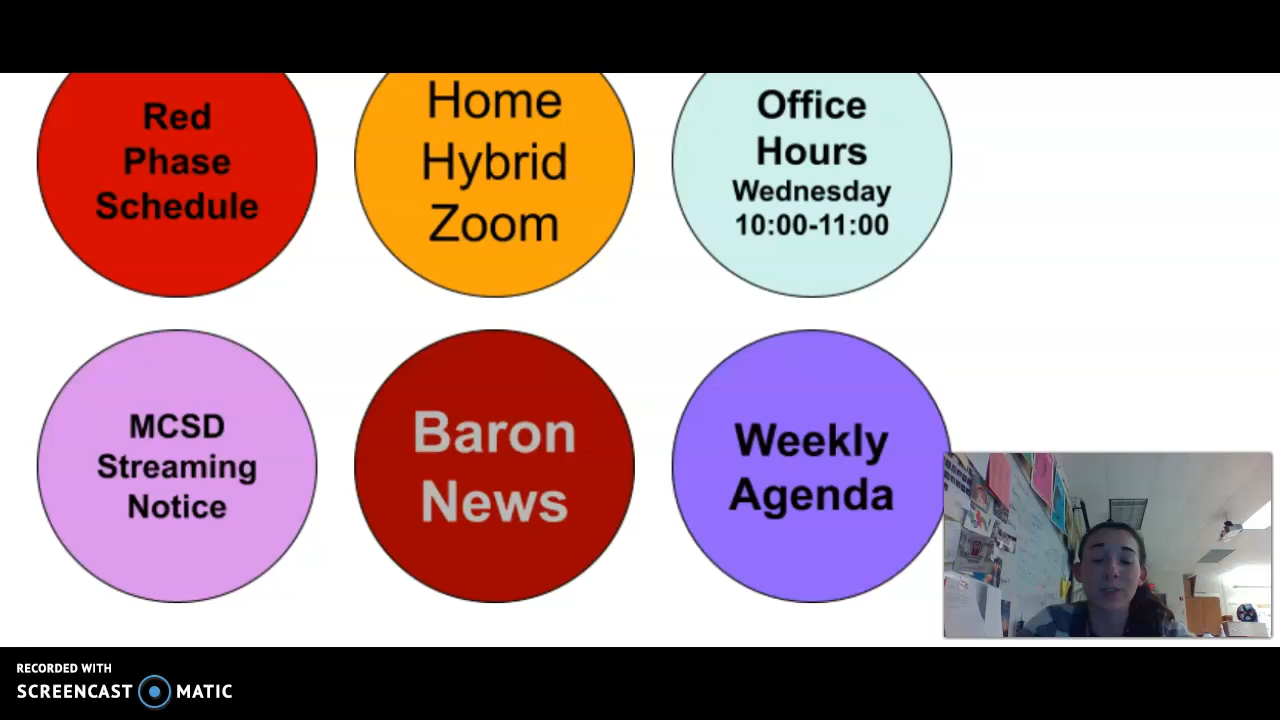 Red
Phase
Schedule
Home
Hybrid
Zoom
Office
Hours
Wednesday
10:00-11:00
MCSD
Streaming
Notice
Baron
News
Weekly
Agenda
RECORDED WITH
SCREENCAST MATIC